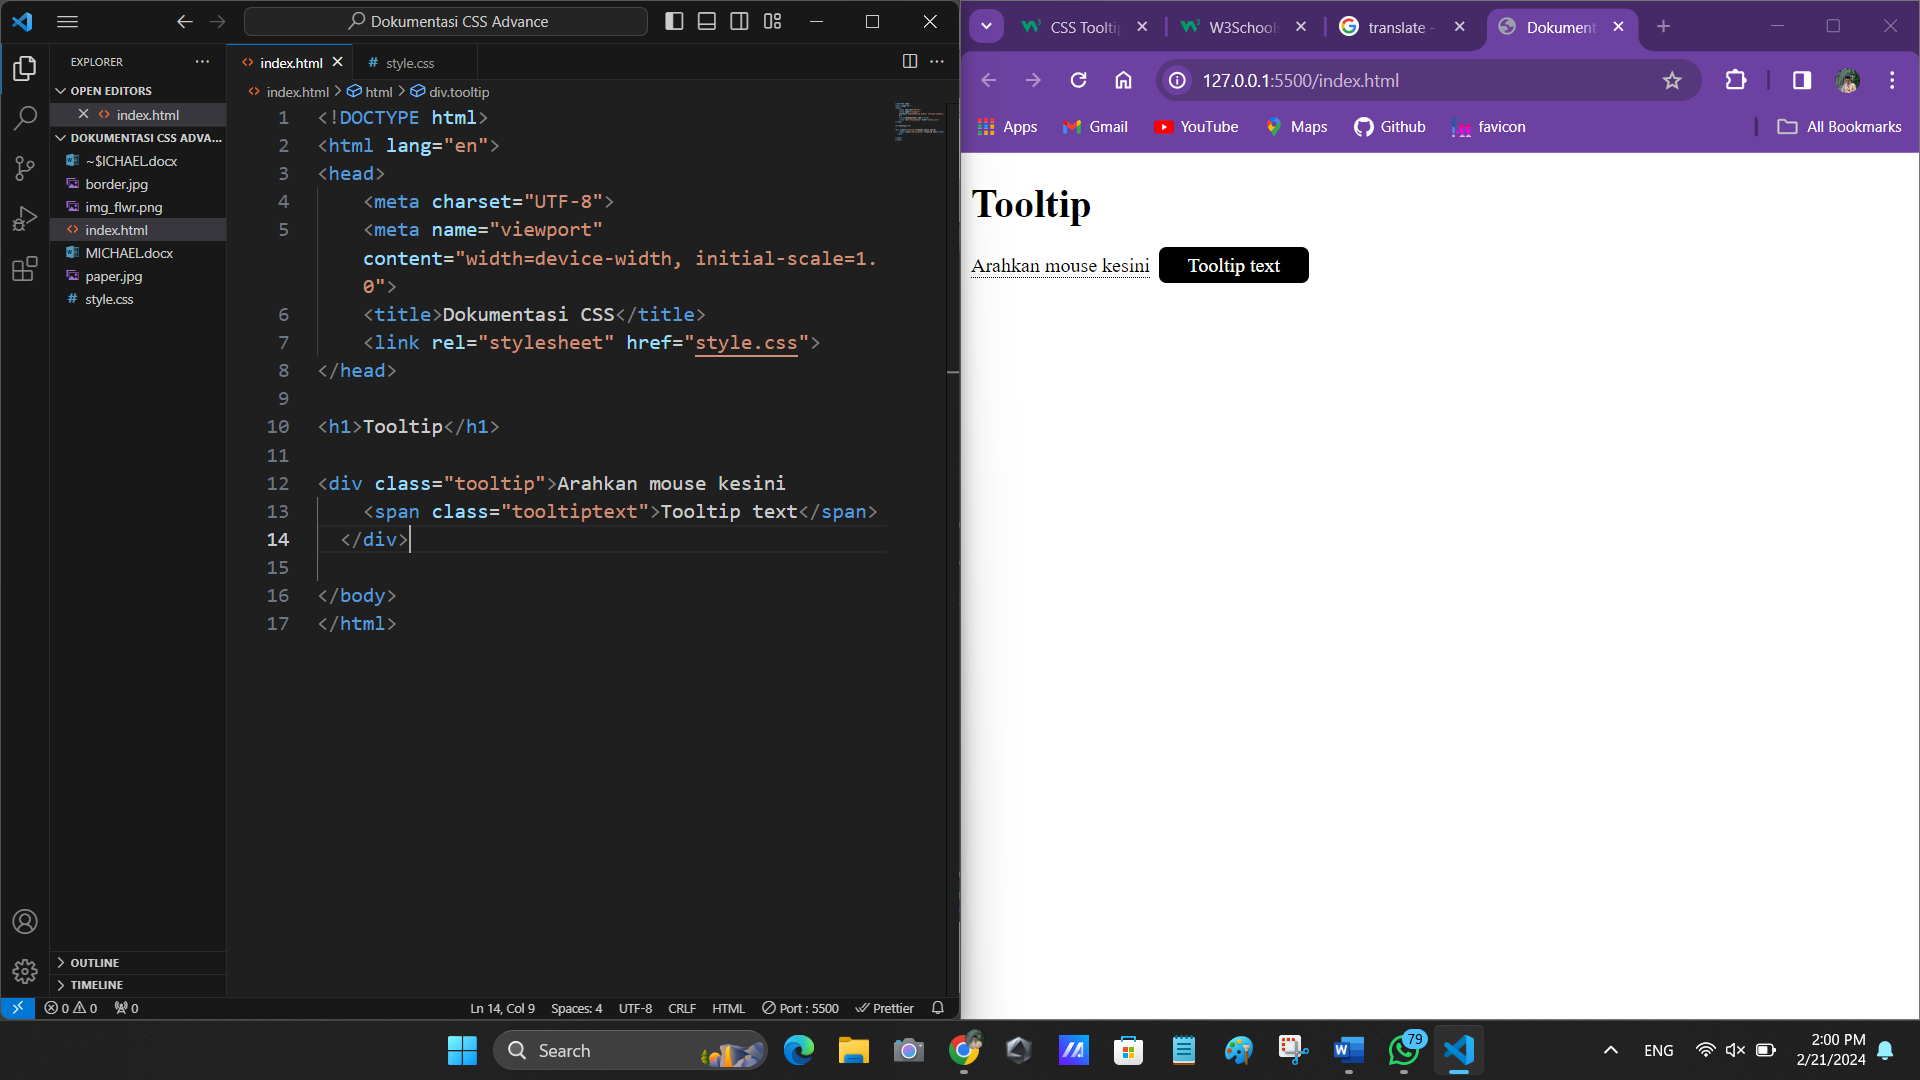 Dokumentasi CSS Advance
EXPLORER
OPEN EDITORS
index.html
DOKUMENTASI CSS ADVA...
~$ICHAEL.docx
border.jpg
img_flwr.png
index.html
MICHAEL.docx
paper.jpg
style.css
OUTLINE
TIMELINE
index.html
style.css
index.html > html > div.tooltip
1 <!DOCTYPE html>
2 <html lang="en">
3 <head>
4 <meta charset="UTF-8">
5 <meta name="viewport"
content="width=device-width, initial-scale=1.
0">
6 <title>Dokumentasi CSS</title>
7 <link rel="stylesheet" href="style.css">
8 </head>
9
10 <h1>Tooltip</h1>
11
12 <div class="tooltip">Arahkan mouse kesini
13 <span class="tooltiptext">Tooltip text</span>
14 </div>
15
16 </body>
17 </html>
0 0 0 Ln 14, Col 9 Spaces: 4 UTF-8 CRLF HTML Port : 5500 Prettier
CSS Toolti W3School translate - Dokument
127.0.0.1:5500/index.html
Apps Gmail YouTube Maps Github favicon All Bookmarks
Tooltip
Arahkan mouse kesini Tooltip text
Search
79
ENG
2:00 PM
2/21/2024